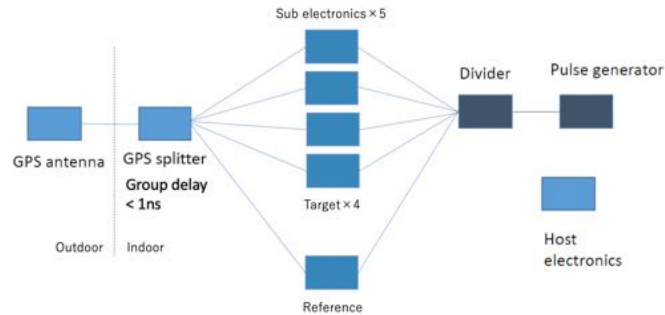 Sub electronics×5
Divider
Pulse generator
GPS antenna
GPS splitter
Group delay
< 1ns
Target×4
Outdoor
Indoor
Host
electronics
Reference